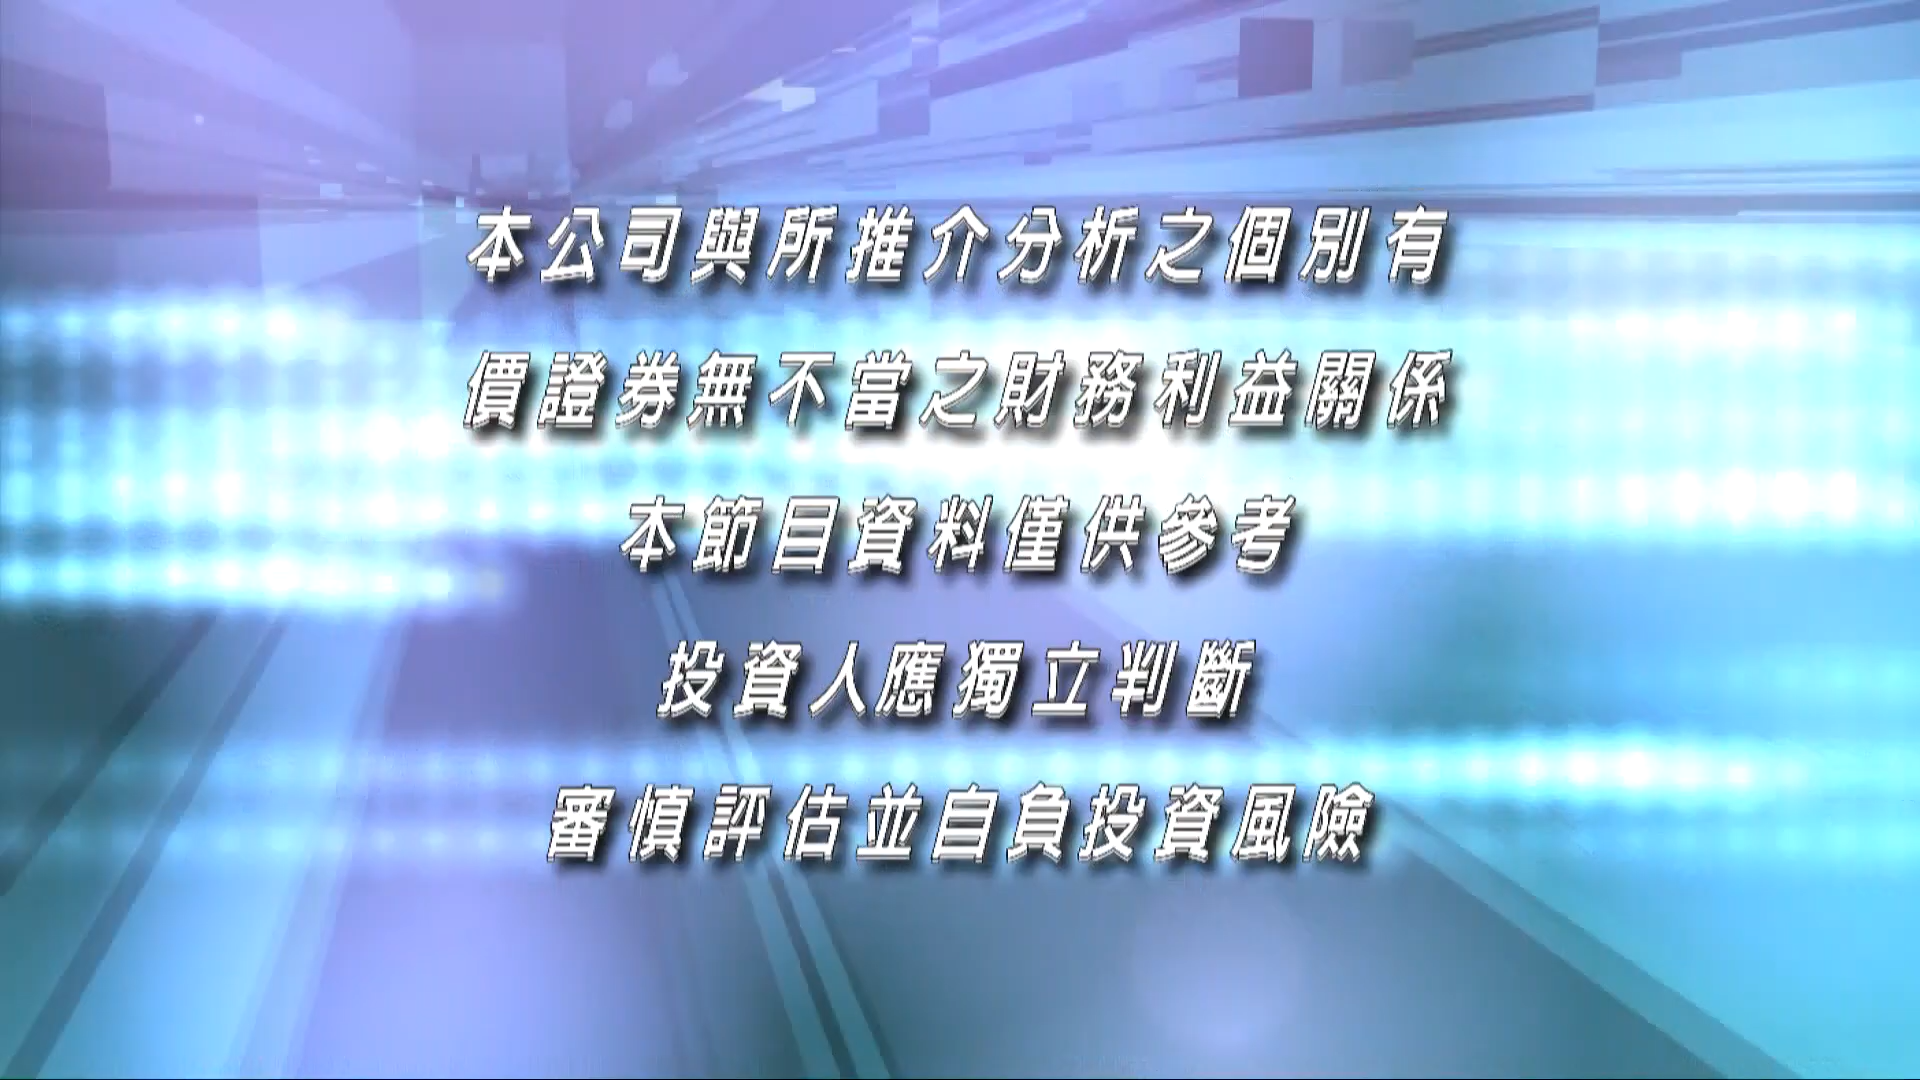 本公司與所推介分析之個別有
價證券無不當之財務利益關係
本節目資料僅供參考
投資人應獨立判斷
審慎評估並自負投資風險